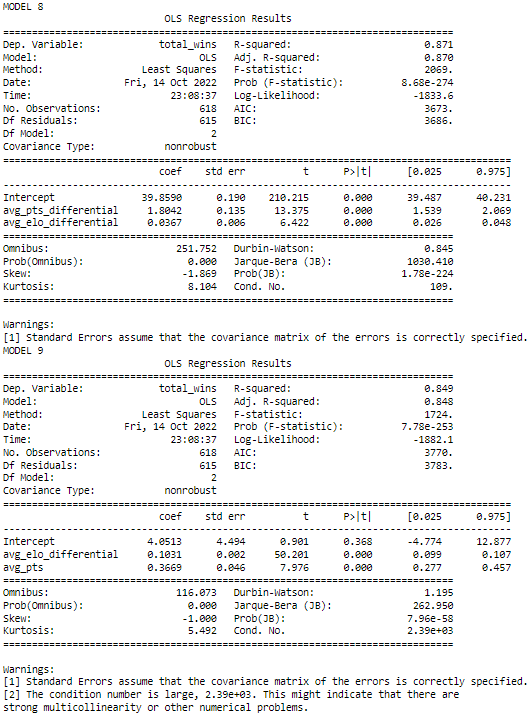 MODEL 8
OLS Regression Results
==============================================================================
Dep. Variable: total_wins R-squared: 0.871
Model: OLS Adj. R-squared: 0.870
Method: Least Squares F-statistic: 2069.
Date: Fri, 14 Oct 2022 Prob (F-statistic): 8.68e-274
Time: 23:08:37 Log-Likelihood: -1833.6
No. Observations: 618 AIC: 3673.
Df Residuals: 615 BIC: 3686.
Df Model: 2
Covariance Type: nonrobust
==============================================================================
coef std err t P>|t| [0.025 0.975]
------------------------------------------------------------------------------
Intercept 39.8590 0.190 210.215 0.000 39.487 40.231
avg_pts_differential 1.8042 0.135 13.375 0.000 1.539 2.069
avg_elo_differential 0.0367 0.006 6.422 0.000 0.026 0.048
==============================================================================
Omnibus: 251.752 Durbin-Watson: 0.845
Prob(Omnibus): 0.000 Jarque-Bera (JB): 1030.410
Skew: -1.869 Prob(JB): 1.78e-224
Kurtosis: 8.104 Cond. No. 109.
==============================================================================
Warnings:
[1] Standard Errors assume that the covariance matrix of the errors is correctly specified.
MODEL 9
OLS Regression Results
==============================================================================
Dep. Variable: total_wins R-squared: 0.849
Model: OLS Adj. R-squared: 0.848
Method: Least Squares F-statistic: 1724.
Date: Fri, 14 Oct 2022 Prob (F-statistic): 7.78e-253
Time: 23:08:37 Log-Likelihood: -1882.1
No. Observations: 618 AIC: 3770.
Df Residuals: 615 BIC: 3783.
Df Model: 2
Covariance Type: nonrobust
==============================================================================
coef std err t P>|t| [0.025 0.975]
------------------------------------------------------------------------------
Intercept 4.0513 4.494 0.901 0.368 -4.774 12.877
avg_elo_differential 0.1031 0.002 50.201 0.000 0.099 0.107
avg_pts 0.3669 0.046 7.976 0.000 0.277 0.457
==============================================================================
Omnibus: 116.073 Durbin-Watson: 1.195
Prob(Omnibus): 0.000 Jarque-Bera (JB): 262.950
Skew: -1.000 Prob(JB): 7.96e-58
Kurtosis: 5.492 Cond. No. 2.39e+03
==============================================================================
Warnings:
[1] Standard Errors assume that the covariance matrix of the errors is correctly specified.
[2] The condition number is large, 2.39e+03. This might indicate that there are
strong multicollinearity or other numerical problems.